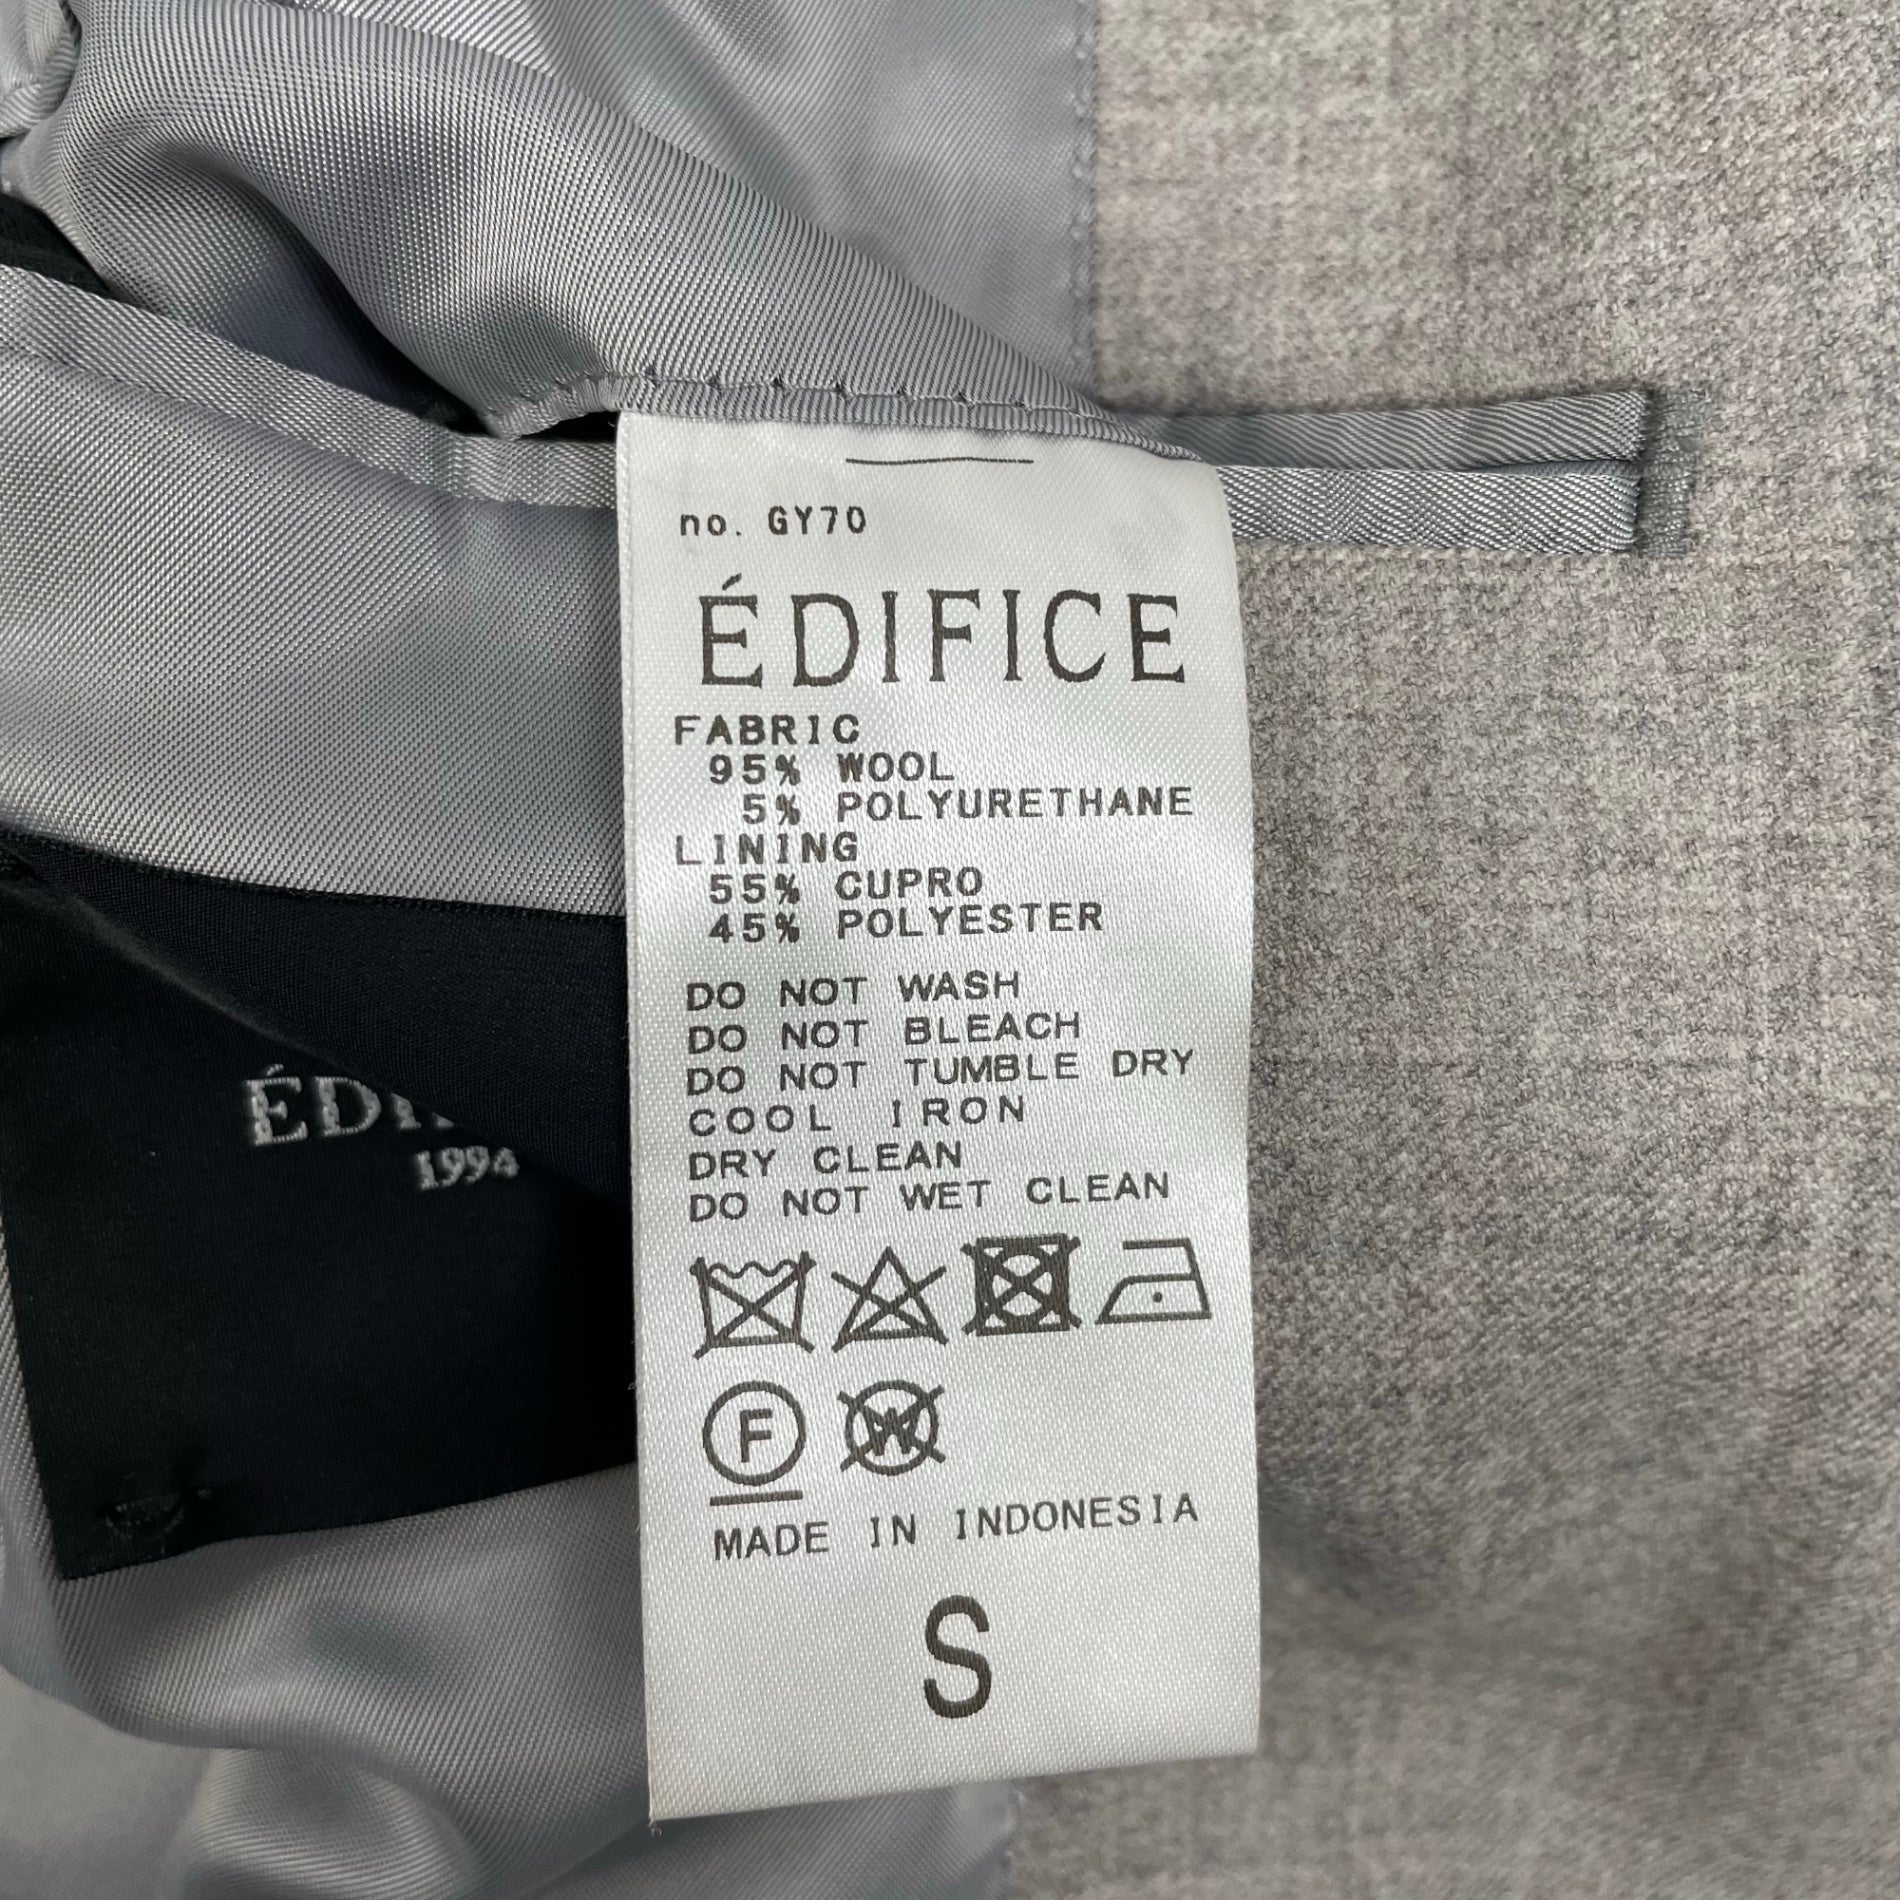 no. GY70
ÉDIFICE
FABRIC
95% WOOL
5% POLYURETHANE
LINING
55% CUPRO
45% POLYESTER
DO NOT WASH
DO NOT BLEACH
DO NOT TUMBLE DRY
COOL IRON
DRY CLEAN
DO NOT WET CLEAN
F W
MADE IN INDONESIA
S
1994